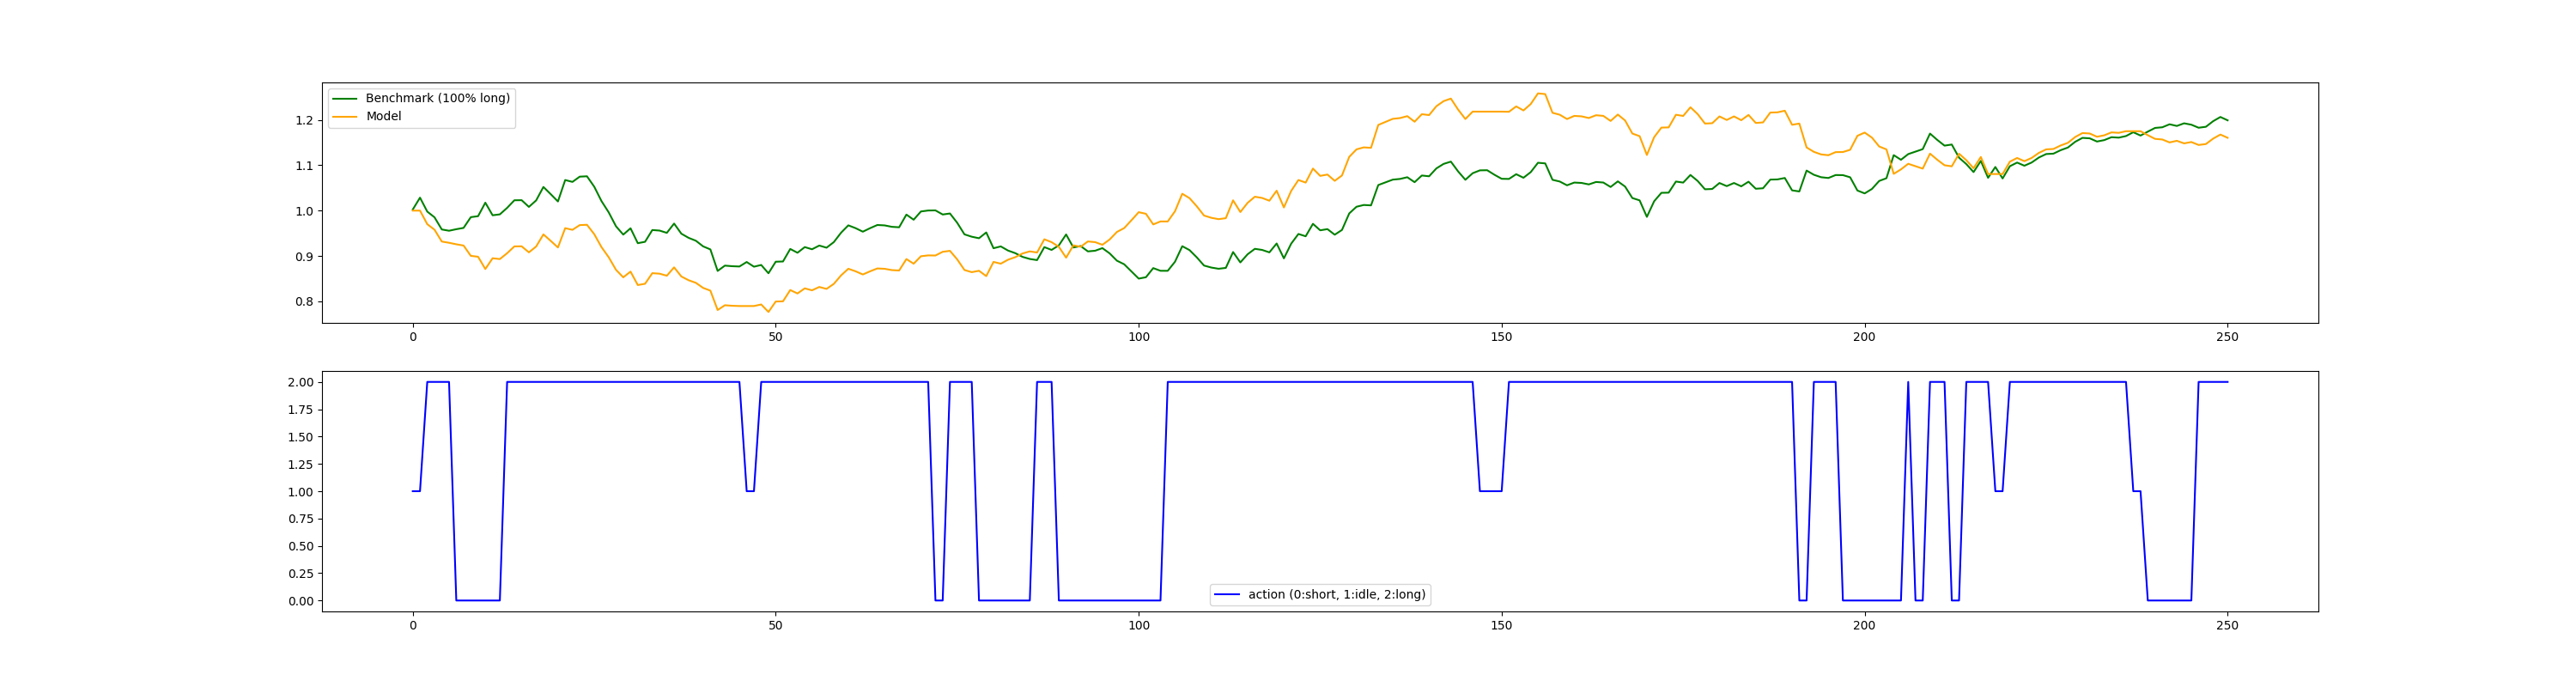 Benchmark (100% long)
Model
1.2
1.1
1.0
0.9
0.8
0 50 100 150 200 250
2.00
1.75
1.50
1.25
1.00
0.75
0.50
0.25
0.00
action (0:short, 1:idle, 2:long)
0 50 100 150 200 250